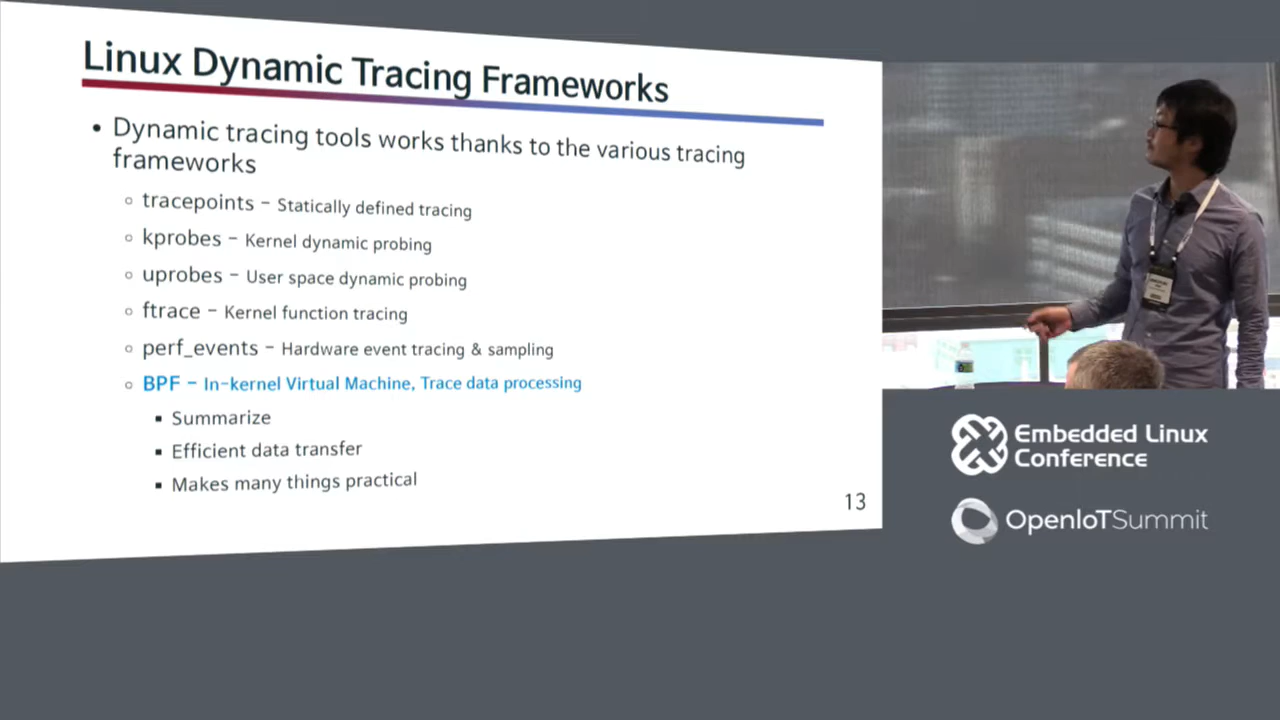 Linux Dynamic Tracing Frameworks
• Dynamic tracing tools works thanks to the various tracing
frameworks
○ tracepoints - Statically defined tracing
○ kprobes - Kernel dynamic probing
○ uprobes - User space dynamic probing
○ ftrace - Kernel function tracing
○ perf_events - Hardware event tracing & sampling
○ BPF - In-kernel Virtual Machine, Trace data processing
▪ Summarize
▪ Efficient data transfer
▪ Makes many things practical
13
Embedded Linux
Conference
OpenIoTSummit